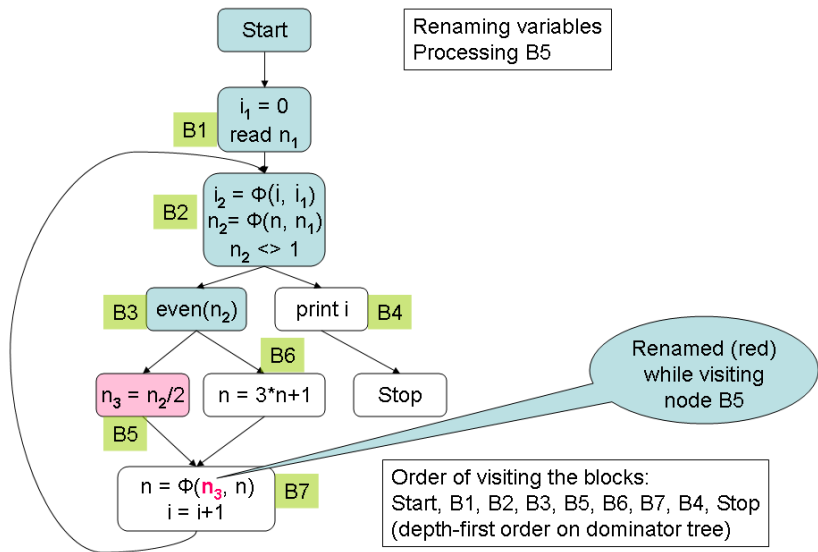 Start
Renaming variables
Processing B5
i₁ = 0
read n₁
B1
i₂ = Φ(i, i₁)
n₂= Φ(n, n₁)
n₂ <> 1
B2
B3
even(n₂)
print i
B4
B6
n₃ = n₂/2
n = 3*n+1
Stop
B5
Renamed (red)
while visiting
node B5
n = Φ(n₃, n)
i = i+1
B7
Order of visiting the blocks:
Start, B1, B2, B3, B5, B6, B7, B4, Stop
(depth-first order on dominator tree)